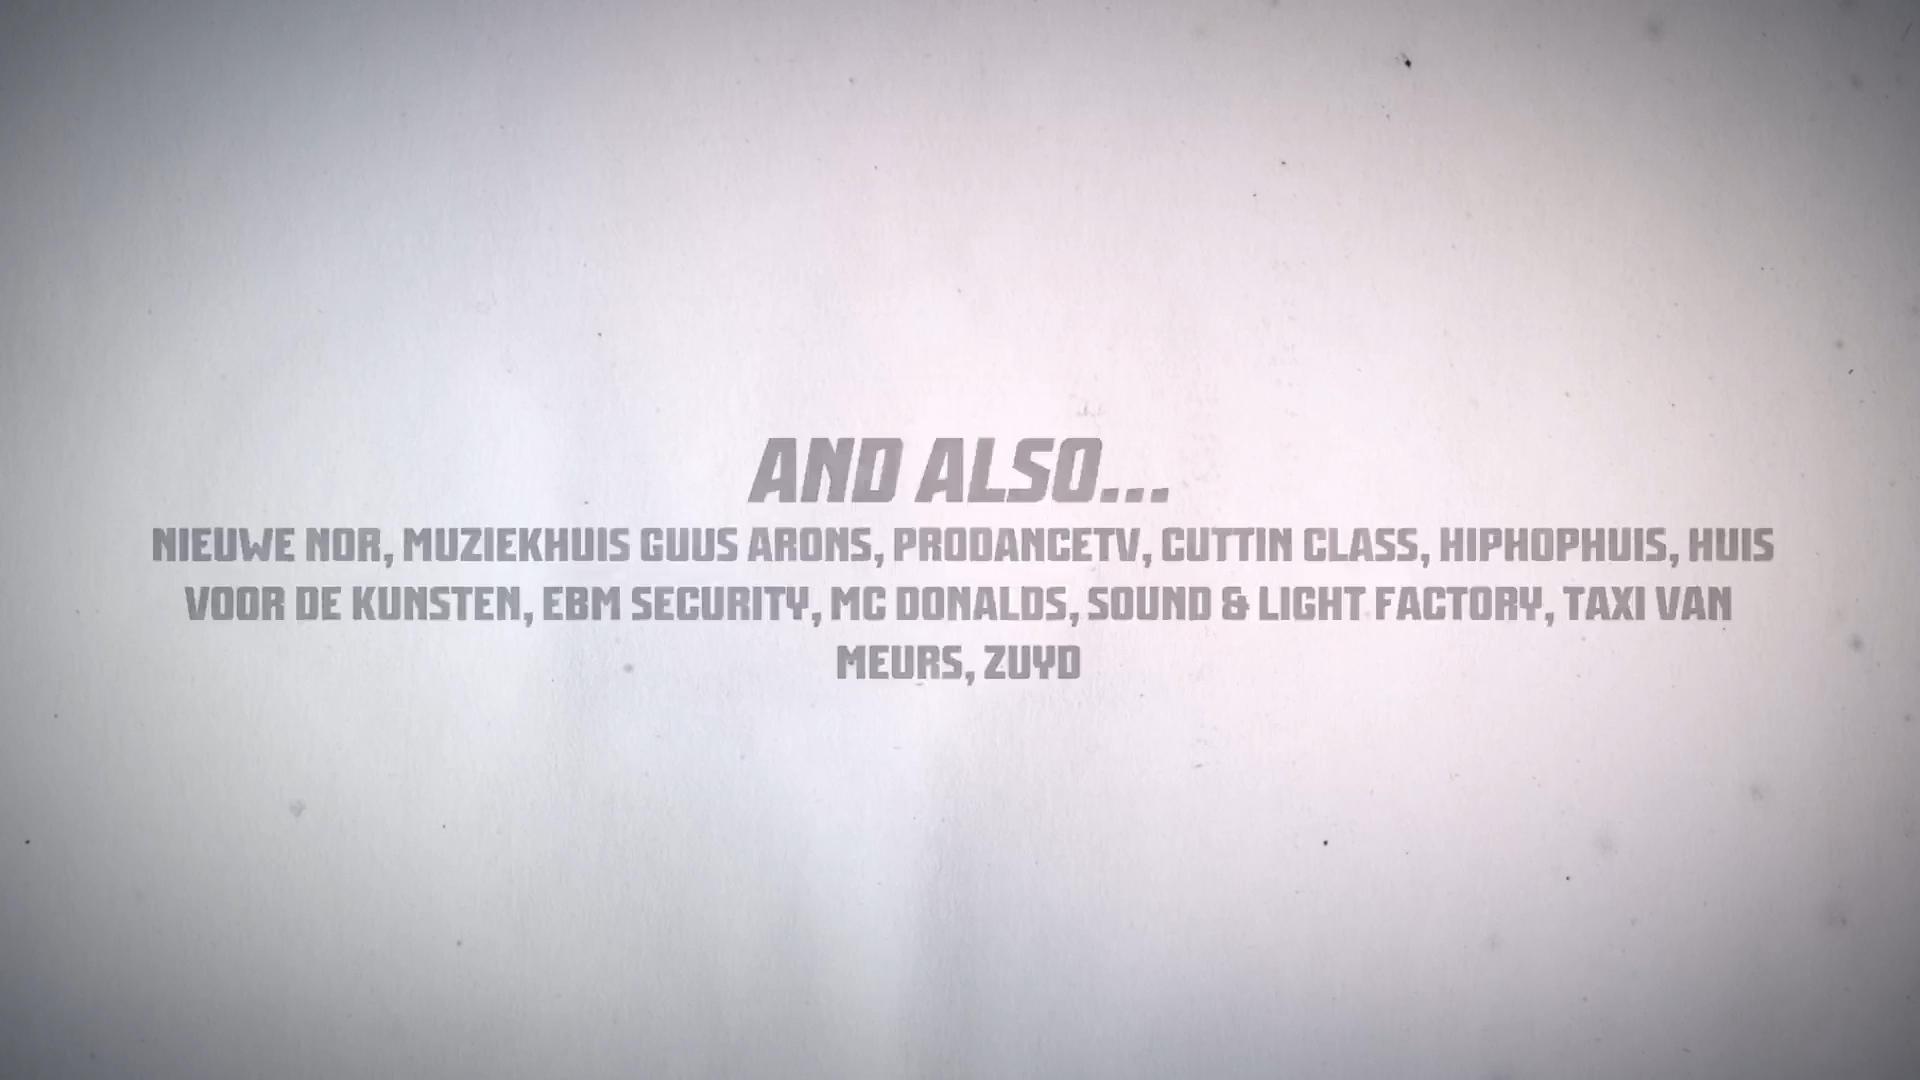 AND ALSO...
NIEUWE NOR, MUZIEKHUIS GUUS ARONS, PRODANCETV, CUTTIN CLASS, HIPHOPHUIS, HUIS
VOOR DE KUNSTEN, EBM SECURITY, MC DONALDS, SOUND & LIGHT FACTORY, TAXI VAN
MEURS, ZUYD